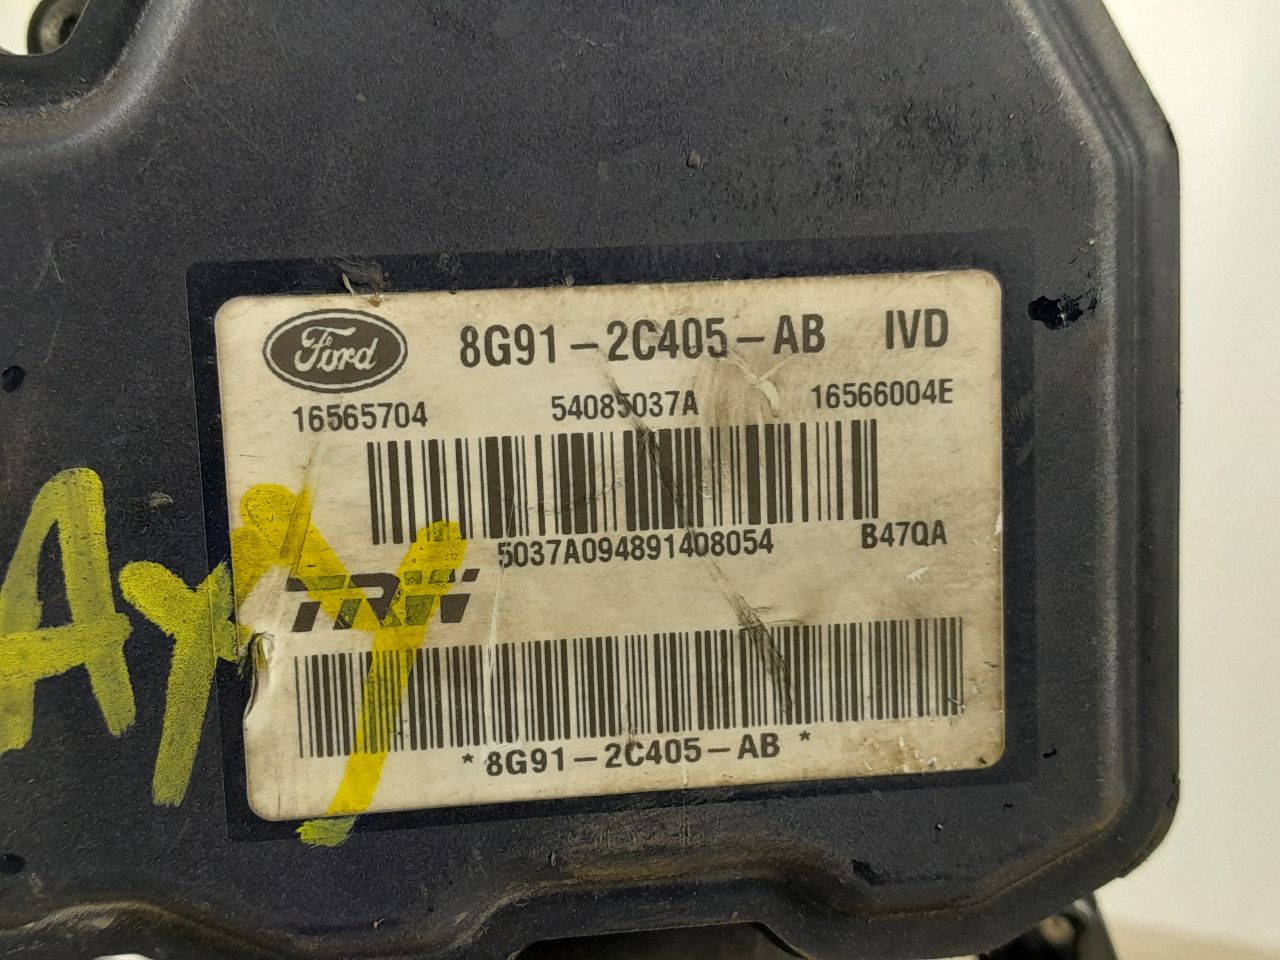 Ford 8G91-2C405-AB IVD
16565704 54085037A 16566004E
5037A094891408054 B47QA
TRW
* 8G91-2C405-AB *